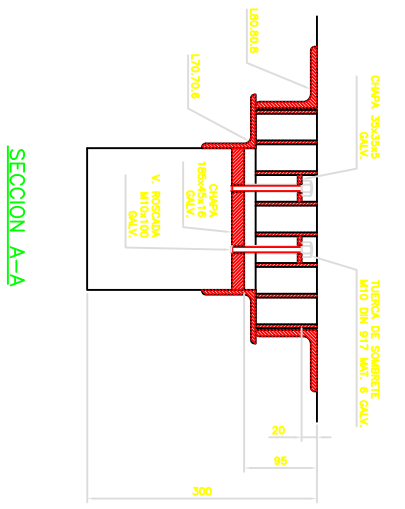 L80.80.8
CHAPA 35x35x5
GALV.
L70.70.6
CHAPA
185x45x16
GALV.
V. ROSCADA
M10x100
GALV.
TUERCA DE SOMBRETE
M10 DIN 917 MAT. 6 GALV.
20
95
300
SECCION A-A